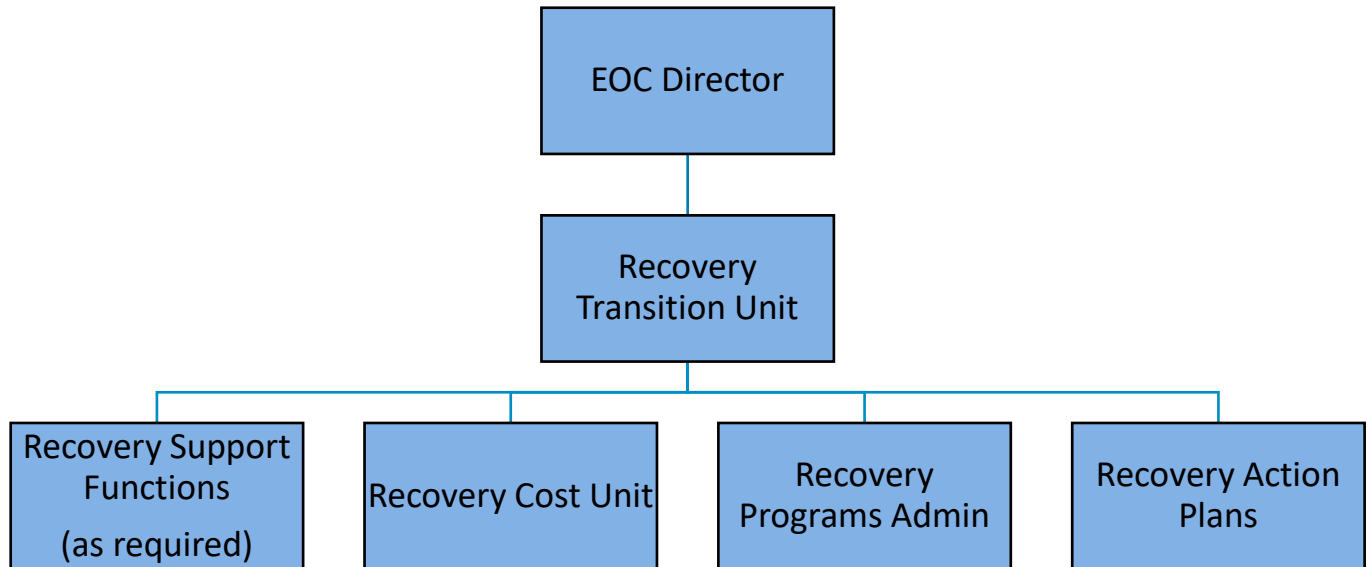 EOC Director
Recovery
Transition Unit
Recovery Support
Functions
(as required)
Recovery Cost Unit
Recovery
Programs Admin
Recovery Action
Plans